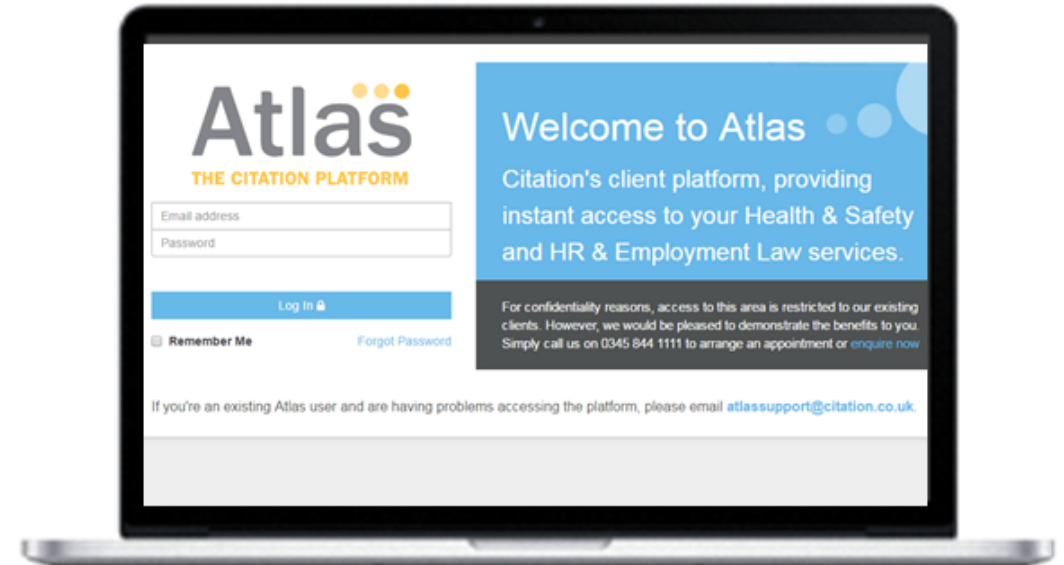 Atlas
THE CITATION PLATFORM
Email address
Password
Log In
Remember Me
Forgot Password
Welcome to Atlas
Citation's client platform, providing
instant access to your Health & Safety
and HR & Employment Law services.
For confidentiality reasons, access to this area is restricted to our existing
clients. However, we would be pleased to demonstrate the benefits to you.
Simply call us on 0345 844 1111 to arrange an appointment or enquire now
If you're an existing Atlas user and are having problems accessing the platform, please email atlassupport@citation.co.uk.